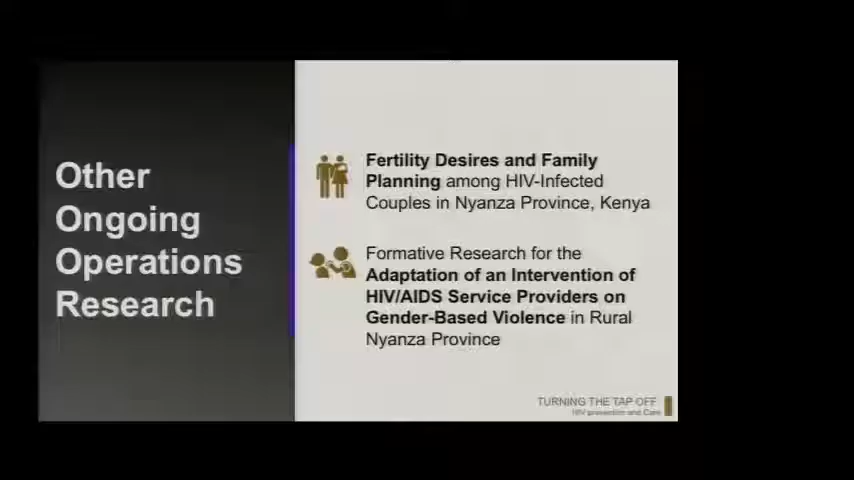 Other
Ongoing
Operations
Research
Fertility Desires and Family
Planning among HIV-Infected
Couples in Nyanza Province, Kenya
Formative Research for the
Adaptation of an Intervention of
HIV/AIDS Service Providers on
Gender-Based Violence in Rural
Nyanza Province
TURNING THE TAP OFF
HIV prevention and Care